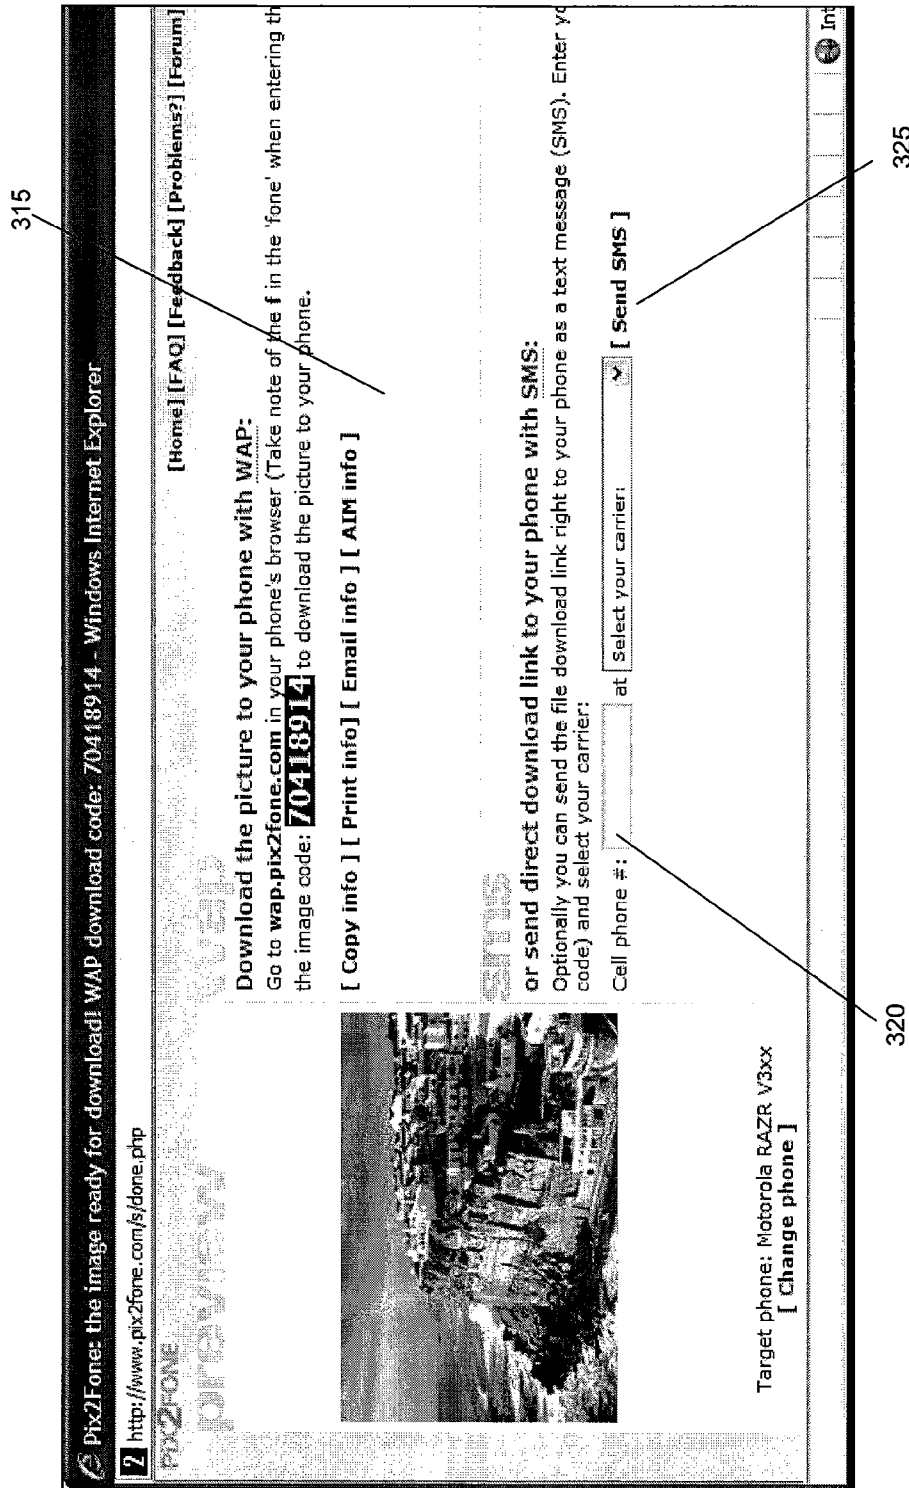 Pix2Fone: the image ready for download! WAP download code: 70418914 - Windows Internet Explorer
2 http://www.pix2fone.com/s/done.php
PIX2FONE
[Home] [FAQ] [Feedback] [Problems?] [Forum]
preview
wap
Download the picture to your phone with WAP:
Go to wap.pix2fone.com in your phone's browser (Take note of the f in the 'fone' when entering th
the image code: 70418914 to download the picture to your phone.
[ Copy info ] [ Print info] [ Email info ] [ AIM info ]
sms
or send direct download link to your phone with SMS:
Optionally you can send the file download link right to your phone as a text message (SMS). Enter yo
code) and select your carrier:
Cell phone #: at Select your carrier: [ Send SMS ]
Target phone: Motorola RAZR V3xx
[ Change phone ]
Int
315
320
325